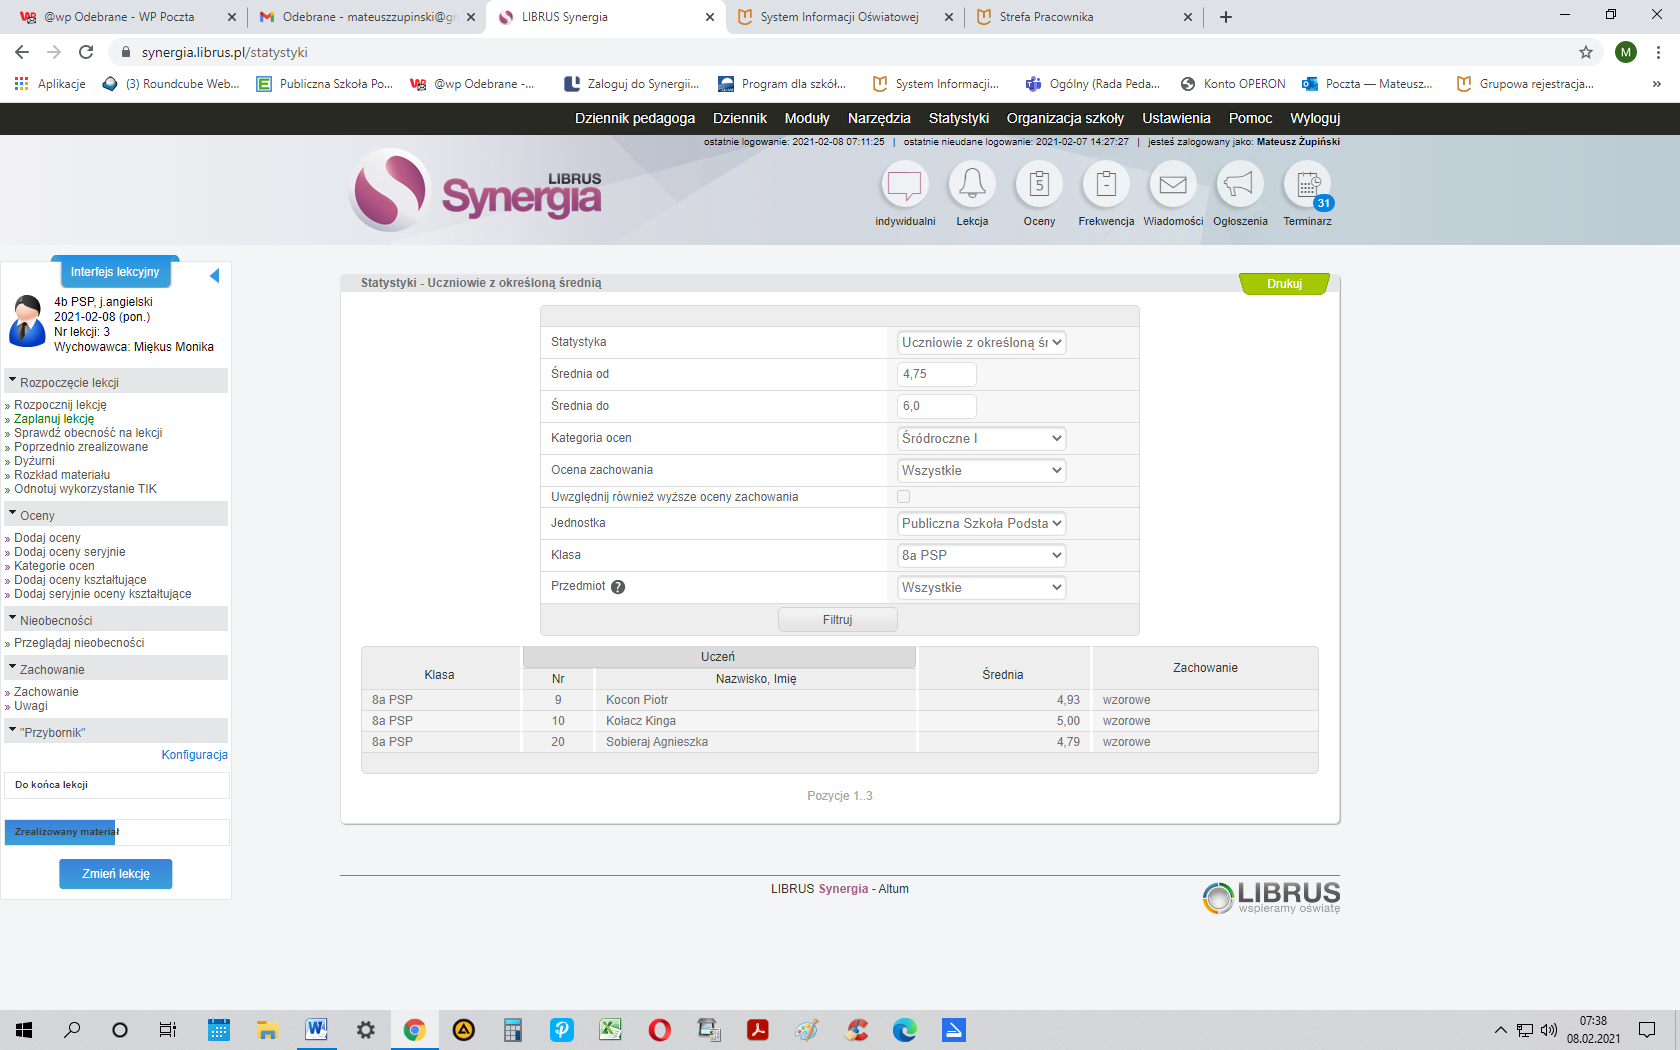 @wp Odebrane - WP Poczta
Odebrane - mateuszzupinski@gr
LIBRUS Synergia
System Informacji Oświatowej
Strefa Pracownika
synergia.librus.pl/statystyki
M
Aplikacje
(3) Roundcube Web...
Publiczna Szkoła Po...
@wp Odebrane -...
Zaloguj do Synergii...
Program dla szkół...
System Informacji...
Ogólny (Rada Peda...
Konto OPERON
Poczta — Mateusz...
Grupowa rejestracja...
»
Dziennik pedagoga Dziennik Moduły Narzędzia Statystyki Organizacja szkoły Ustawienia Pomoc Wyloguj
ostatnie logowanie: 2021-02-08 07:11:25 | ostatnie nieudane logowanie: 2021-02-07 14:27:27 | jesteś zalogowany jako: Mateusz Żupiński
LIBRUS
Synergia
5
31
indywidualni Lekcja Oceny Frekwencja Wiadomości Ogłoszenia Terminarz
Interfejs lekcyjny
4b PSP, j.angielski
2021-02-08 (pon.)
Nr lekcji: 3
Wychowawca: Miękus Monika
Rozpoczęcie lekcji
» Rozpocznij lekcję
» Zaplanuj lekcję
» Sprawdź obecność na lekcji
» Poprzednio zrealizowane
» Dyżurni
» Rozkład materiału
» Odnotuj wykorzystanie TIK
Oceny
» Dodaj oceny
» Dodaj oceny seryjnie
» Kategorie ocen
» Dodaj oceny kształtujące
» Dodaj seryjnie oceny kształtujące
Nieobecności
» Przeglądaj nieobecności
Zachowanie
» Zachowanie
» Uwagi
"Przybornik"
Konfiguracja
Do końca lekcji
Zrealizowany materiał
Zmień lekcję
Statystyki - Uczniowie z określoną średnią
Drukuj
Statystyka Uczniowie z określoną śr
Średnia od 4,75
Średnia do 6,0
Kategoria ocen Śródroczne I
Ocena zachowania Wszystkie
Uwzględnij również wyższe oceny zachowania
Jednostka Publiczna Szkoła Podsta
Klasa 8a PSP
Przedmiot ? Wszystkie
Filtruj
Klasa Uczeń Średnia Zachowanie
Nr Nazwisko, Imię
8a PSP 9 Kocon Piotr 4,93 wzorowe
8a PSP 10 Kołacz Kinga 5,00 wzorowe
8a PSP 20 Sobieraj Agnieszka 4,79 wzorowe
Pozycje 1..3
LIBRUS Synergia - Altum
LIBRUS
wspieramy oświatę
07:38
08.02.2021